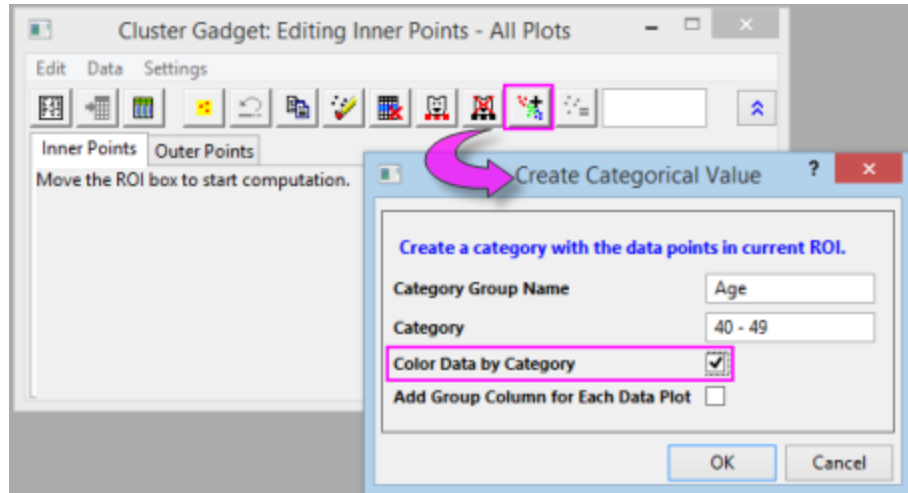 Cluster Gadget: Editing Inner Points - All Plots
Edit Data Settings
Inner Points Outer Points
Move the ROI box to start computation.
Create Categorical Value ?
Create a category with the data points in current ROI.
Category Group Name Age
Category 40 - 49
Color Data by Category
Add Group Column for Each Data Plot
OK Cancel